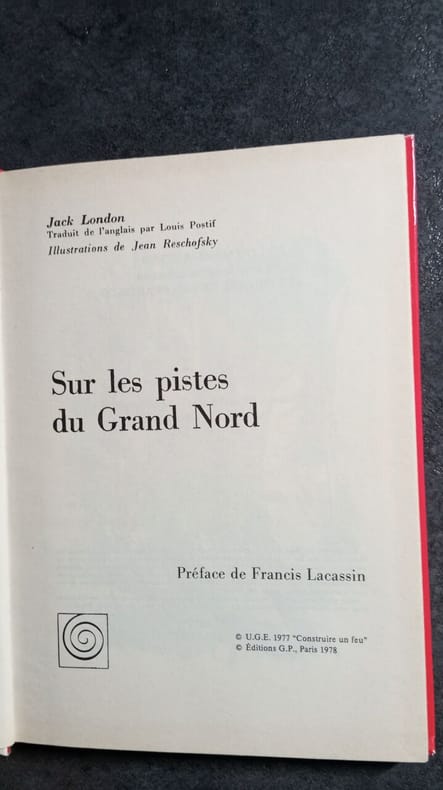 Jack London
Traduit de l'anglais par Louis Postif
Illustrations de Jean Reschofsky
Sur les pistes
du Grand Nord
Préface de Francis Lacassin
© U.G.E. 1977 "Construire un feu"
© Éditions G.P., Paris 1978